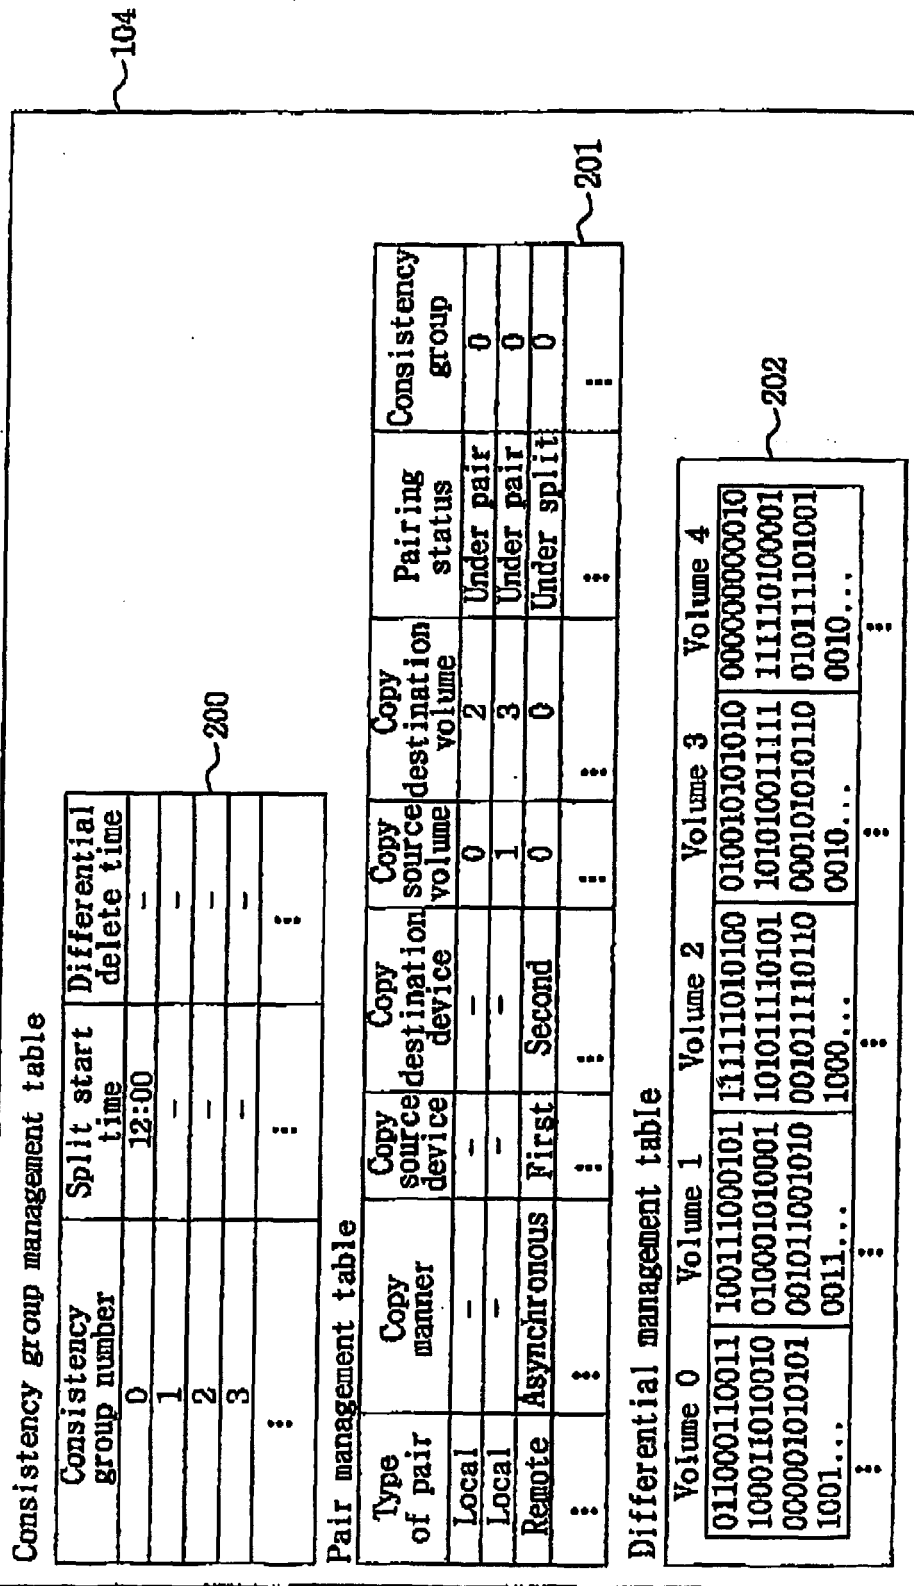 104
Consistency group management table
Consistency group number | Split start time | Differential delete time
0 | 12:00 | -
1 | - | -
2 | - | -
3 | - | -
... | ... | ...
200
Pair management table
Type of pair | Copy manner | Copy source device | Copy destination device | Copy source volume | Copy destination volume | Pairing status | Consistency group
Local | - | - | - | 0 | 2 | Under pair | 0
Local | - | - | - | 1 | 3 | Under pair | 0
Remote | Asynchronous | First | Second | 0 | 0 | Under split | 0
... | ... | ... | ... | ... | ... | ... | ...
201
Differential management table
202
Volume 0 | Volume 1 | Volume 2 | Volume 3 | Volume 4
011000110011 | 100111000101 | 111111010100 | 010010101010 | 000000000010
100011010010 | 010001010001 | 101011110101 | 101010011111 | 111110100001
000001010101 | 001011001010 | 001011110110 | 000101010110 | 010111101001
1001... | 0011... | 1000... | 0010... | 0010...
... | ... | ... | ... | ...